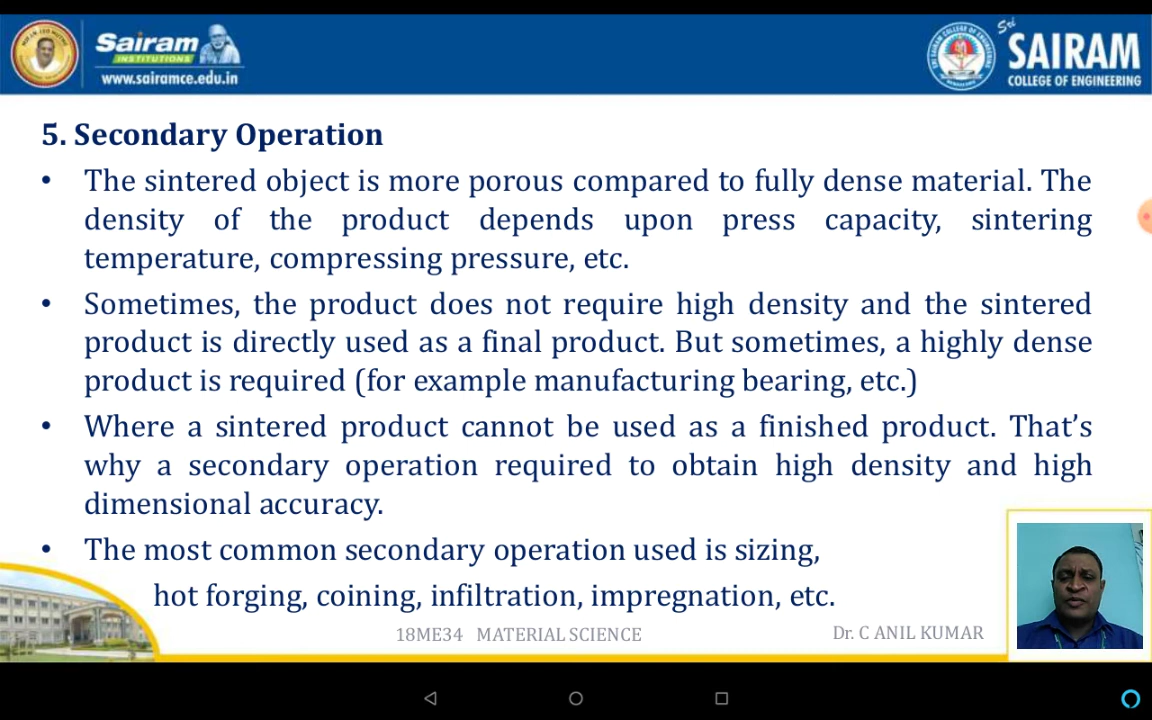 Sairam
INSTITUTIONS
www.sairamce.edu.in
Sri
SAIRAM
COLLEGE OF ENGINEERING
5. Secondary Operation
• The sintered object is more porous compared to fully dense material. The
density of the product depends upon press capacity, sintering
temperature, compressing pressure, etc.
• Sometimes, the product does not require high density and the sintered
product is directly used as a final product. But sometimes, a highly dense
product is required (for example manufacturing bearing, etc.)
• Where a sintered product cannot be used as a finished product. That’s
why a secondary operation required to obtain high density and high
dimensional accuracy.
• The most common secondary operation used is sizing,
hot forging, coining, infiltration, impregnation, etc.
18ME34 MATERIAL SCIENCE
Dr. C ANIL KUMAR